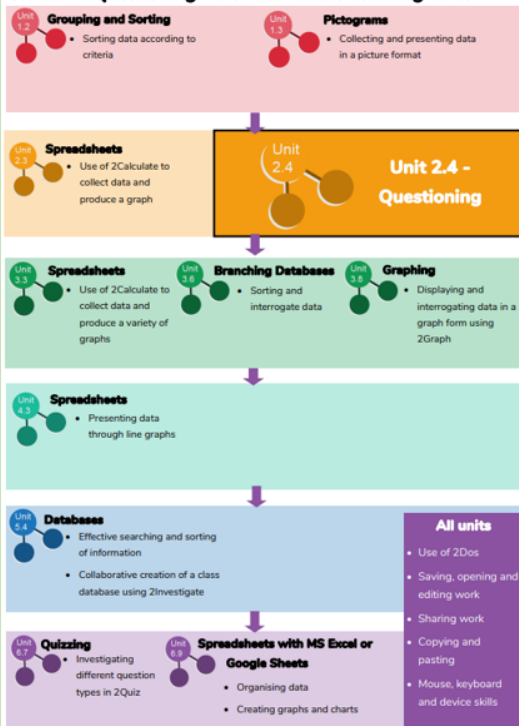 Unit
1.2
Grouping and Sorting
• Sorting data according to
criteria
Unit
1.3
Pictograms
• Collecting and presenting data
in a picture format
Unit
2.3
Spreadsheets
• Use of 2Calculate to
collect data and
produce a graph
Unit
2.4
Unit 2.4 -
Questioning
Unit
3.3
Spreadsheets
• Use of 2Calculate to
collect data and
produce a variety of
graphs
Unit
3.6
Branching Databases
• Sorting and
interrogate data
Unit
3.8
Graphing
• Displaying and
interrogating data in a
graph form using
2Graph
Unit
4.3
Spreadsheets
• Presenting data
through line graphs
Unit
5.4
Databases
• Effective searching and sorting
of information
• Collaborative creation of a class
database using 2Investigate
All units
• Use of 2Dos
• Saving, opening and
editing work
• Sharing work
• Copying and
pasting
• Mouse, keyboard
and device skills
Unit
6.7
Quizzing
• Investigating
different question
types in 2Quiz
Unit
6.9
Spreadsheets with MS Excel or
Google Sheets
• Organising data
• Creating graphs and charts